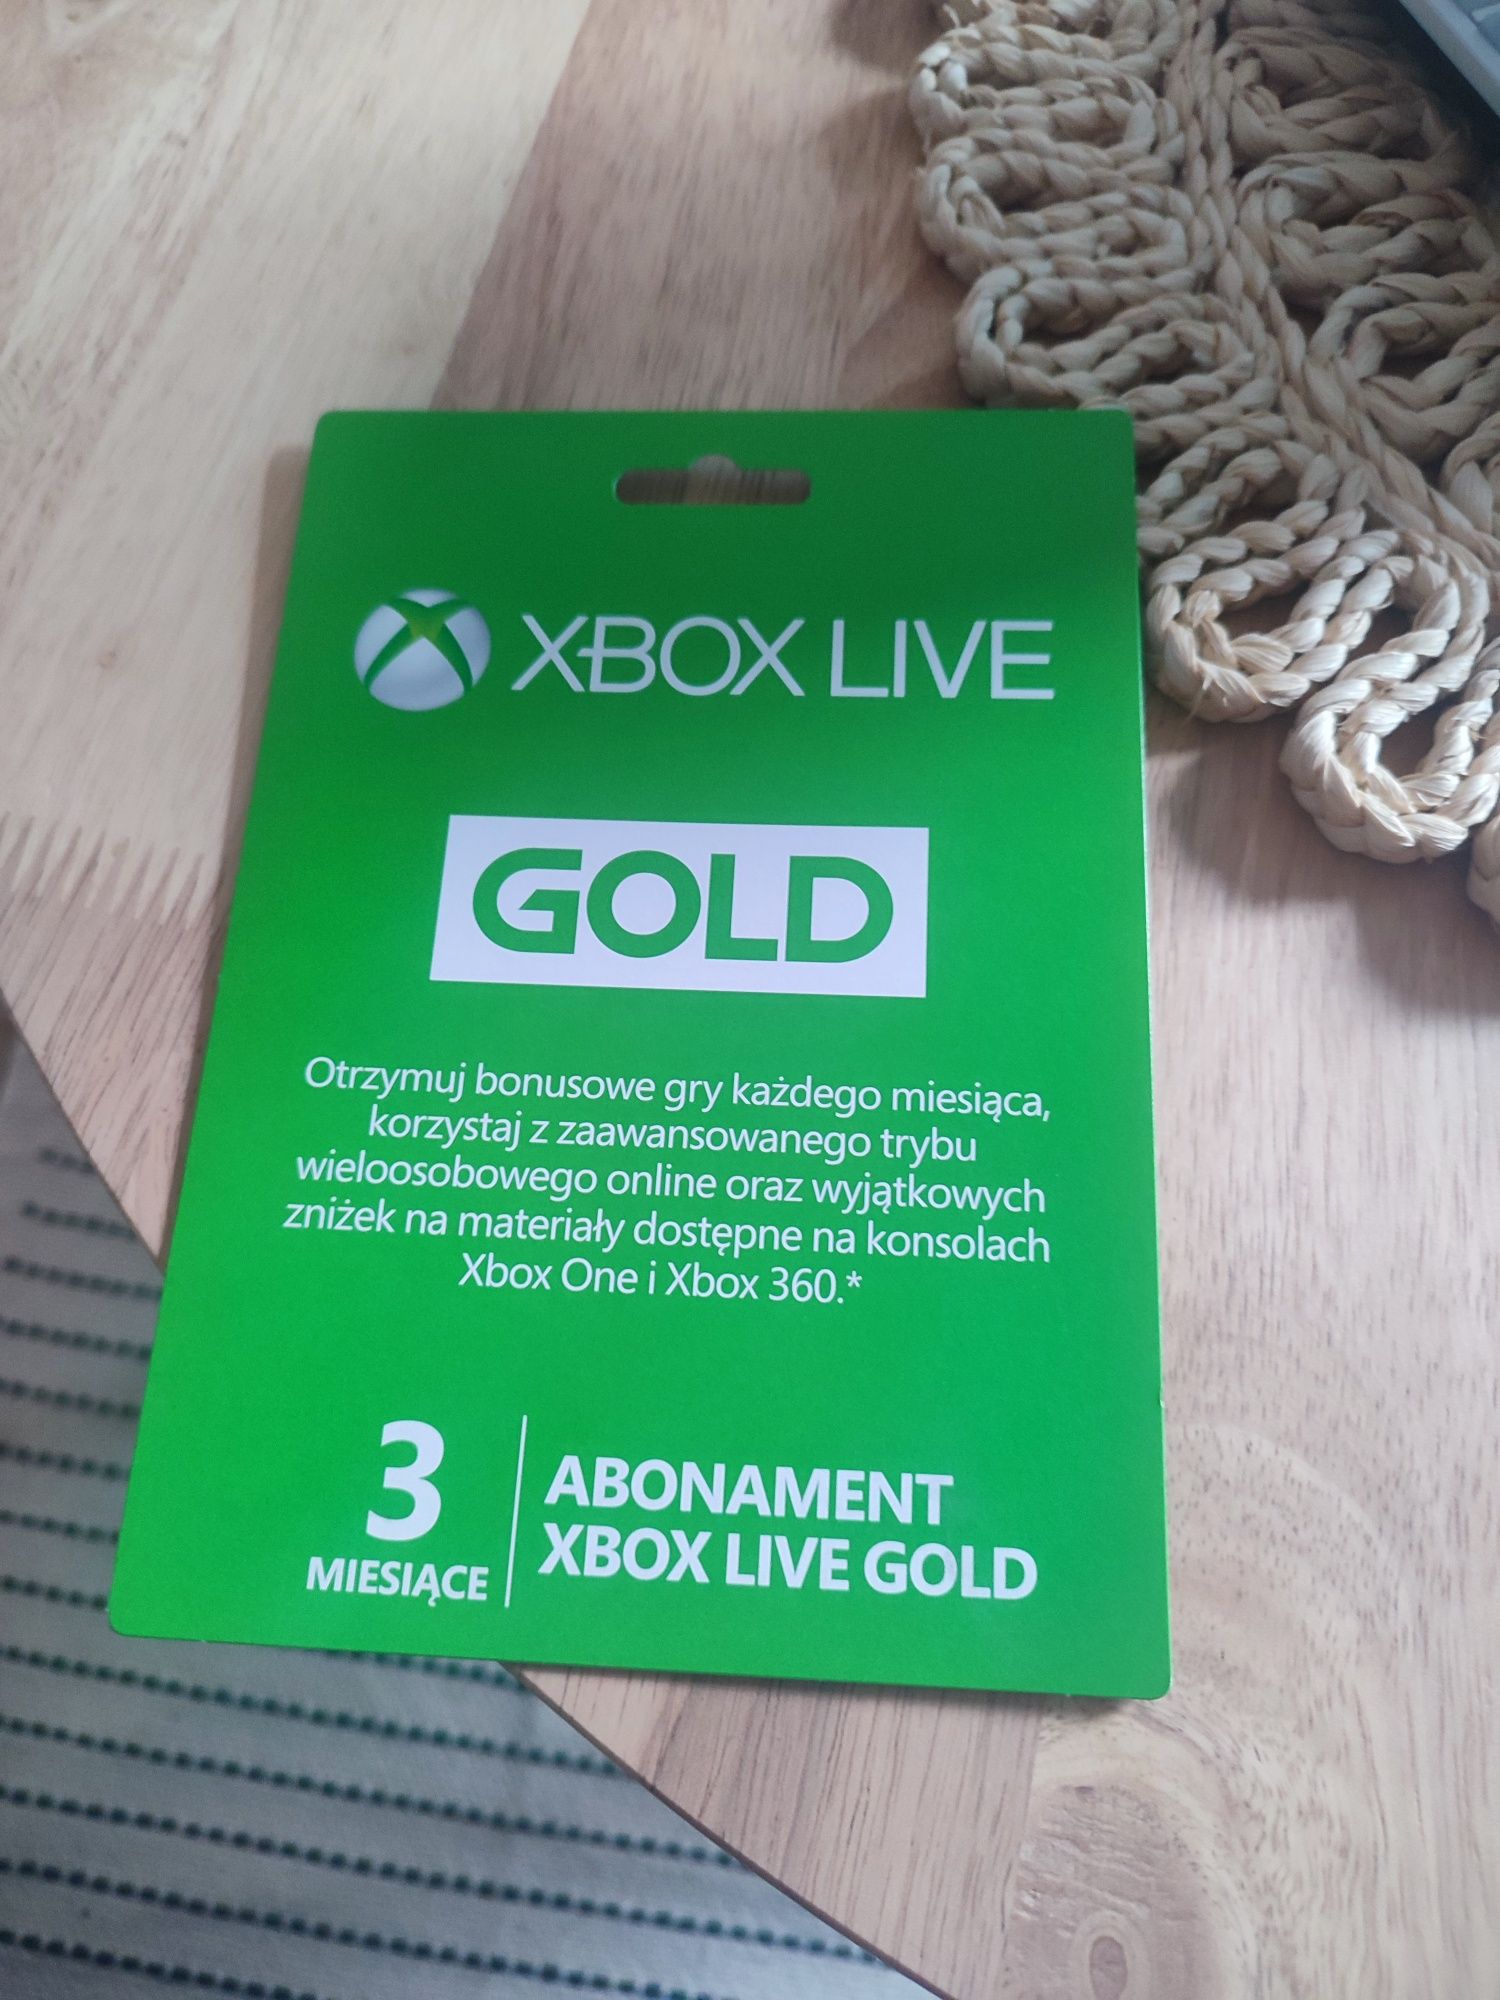 XBOX LIVE
GOLD
Otrzymuj bonusowe gry każdego miesiąca,
korzystaj z zaawansowanego trybu
wieloosobowego online oraz wyjątkowych
zniżek na materiały dostępne na konsolach
Xbox One i Xbox 360.*
3
MIESIĄCE
ABONAMENT
XBOX LIVE GOLD